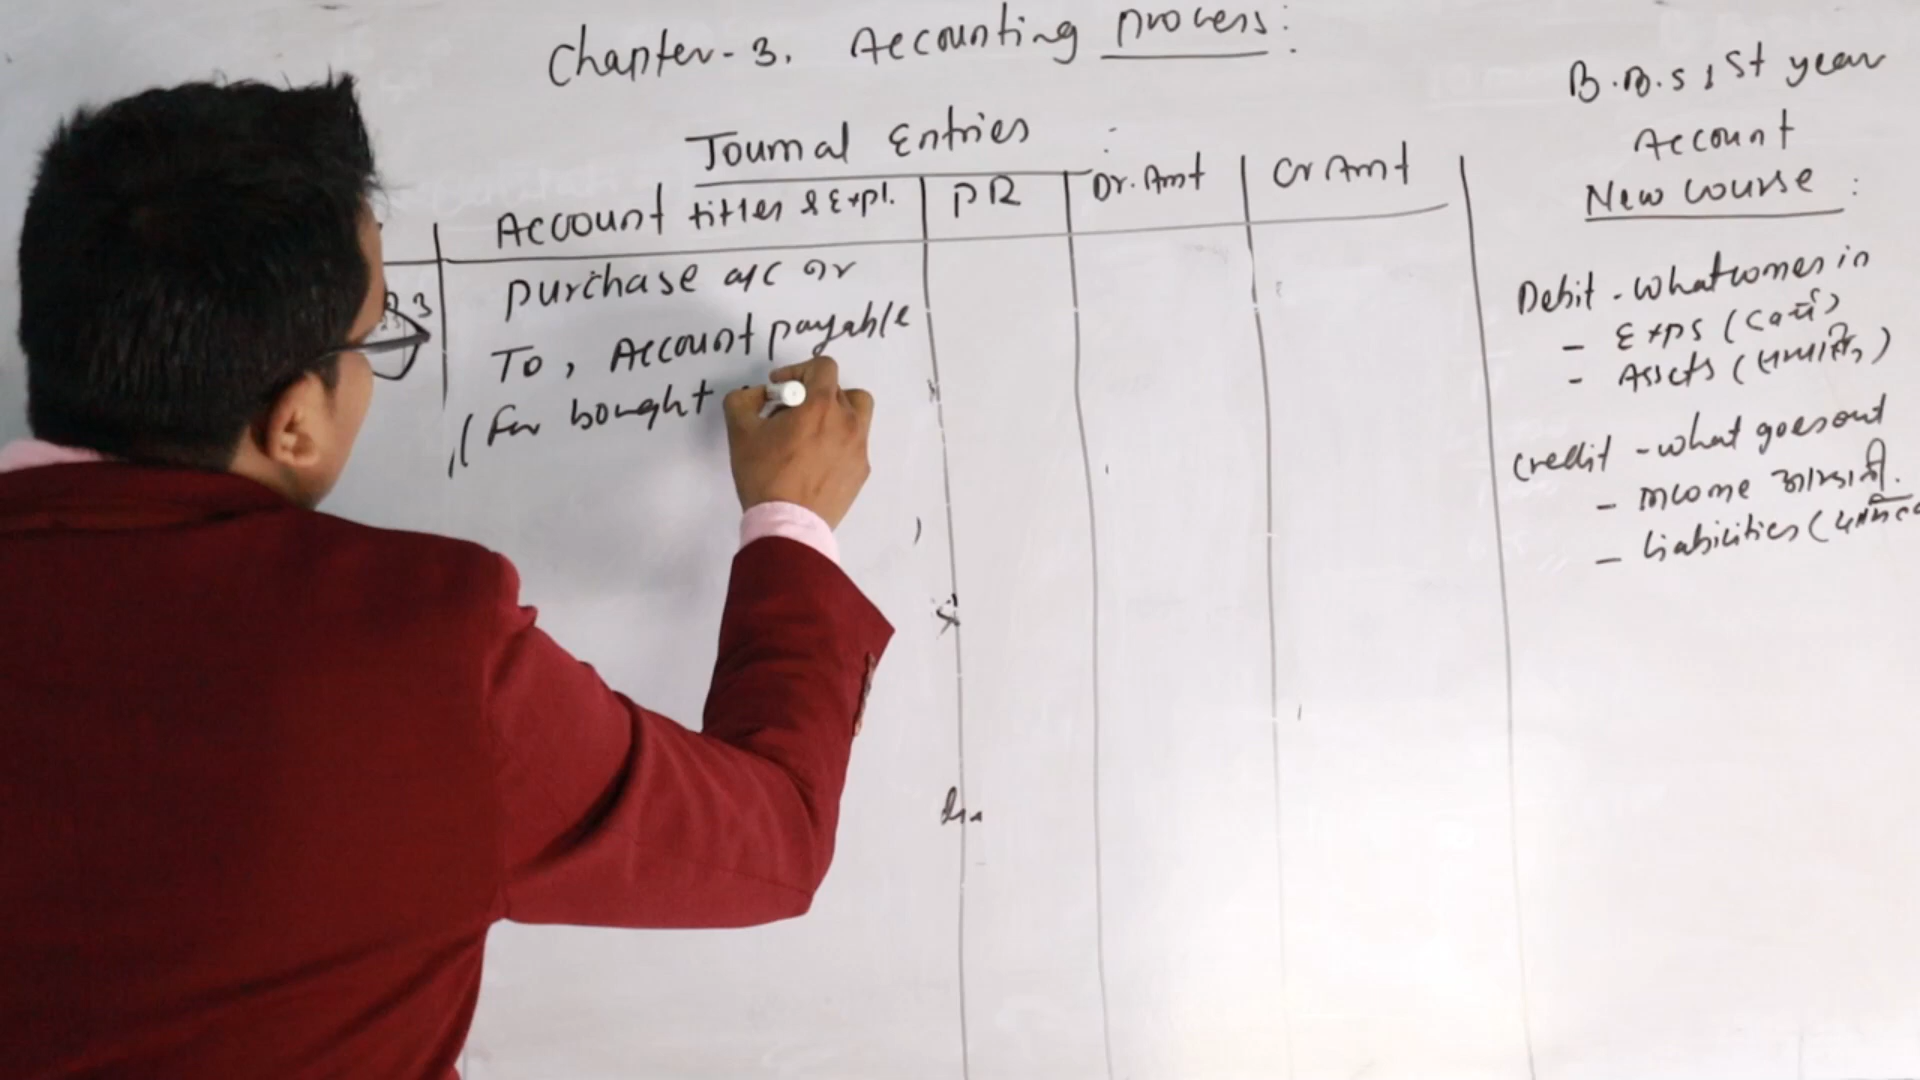 Chapter-3. Accounting process:
Journal Entries :
Account titles & Expl. PR Dr. Amt Cr Amt
purchase a/c Dr
To, Account payable
( For bought
3
B.B.S 1st year
Account
New course :
Debit - what comes in
- Exps (खर्च)
- Assets (सम्पत्ति)
Credit - what goes out
- Income आम्दानी.
- Liabilities (